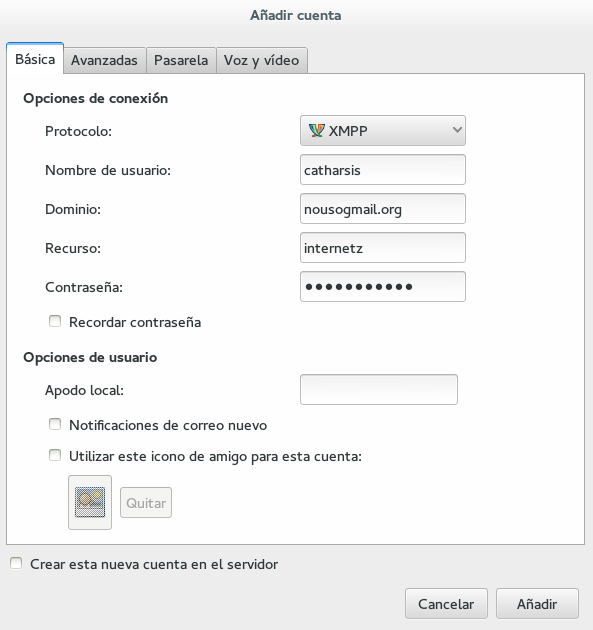 Añadir cuenta
Básica Avanzadas Pasarela Voz y vídeo
Opciones de conexión
Protocolo: XMPP
Nombre de usuario: catharsis
Dominio: nousogmail.org
Recurso: internetz
Contraseña: ●●●●●●●●●●●
Recordar contraseña
Opciones de usuario
Apodo local:
Notificaciones de correo nuevo
Utilizar este icono de amigo para esta cuenta:
Quitar
Crear esta nueva cuenta en el servidor
Cancelar Añadir